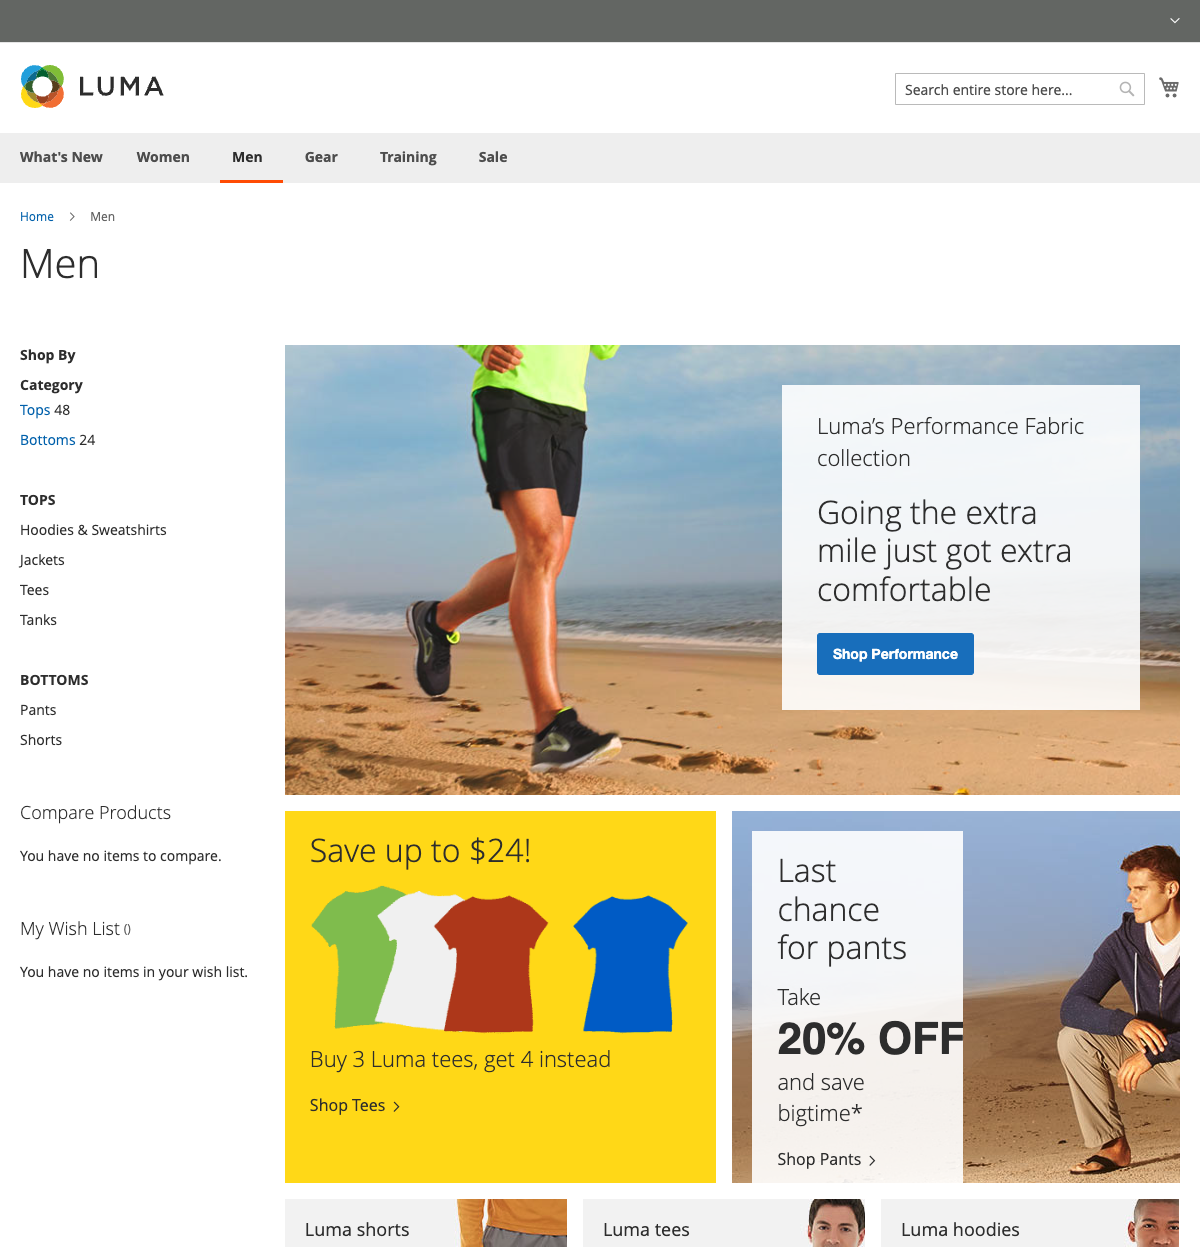 LUMA
Search entire store here...
What's New
Women
Men
Gear
Training
Sale
Home
Men
Men
Shop By
Category
Tops 48
Bottoms 24
TOPS
Hoodies & Sweatshirts
Jackets
Tees
Tanks
BOTTOMS
Pants
Shorts
Compare Products
You have no items to compare.
My Wish List ()
You have no items in your wish list.
Luma's Performance Fabric
collection
Going the extra
mile just got extra
comfortable
Shop Performance
Save up to $24!
Buy 3 Luma tees, get 4 instead
Shop Tees
Last
chance
for pants
Take
20% OFF
and save
bigtime*
Shop Pants
Luma shorts
Luma tees
Luma hoodies